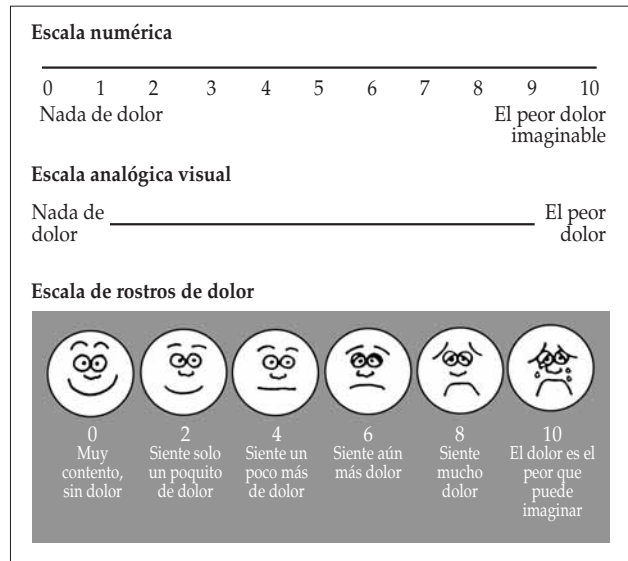 Escala numérica
0 1 2 3 4 5 6 7 8 9 10
Nada de dolor El peor dolor
imaginable
Escala analógica visual
Nada de El peor
dolor dolor
Escala de rostros de dolor
0 2 4 6 8 10
Muy Siente solo Siente un Siente aún Siente El dolor es el
contento, un poquito poco más más dolor mucho peor que
sin dolor de dolor de dolor dolor puede
imaginar